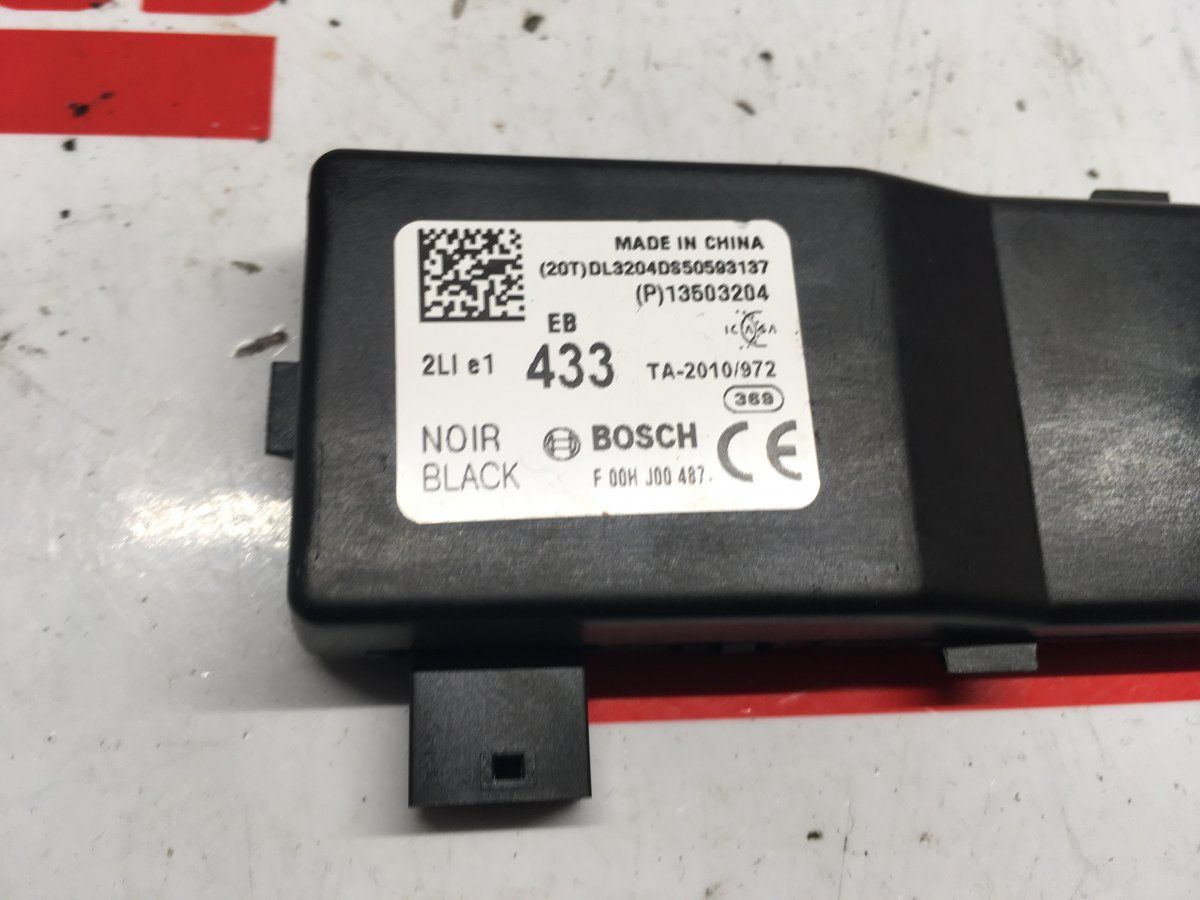 MADE IN CHINA
(20T)DL3204DS50593137
(P)13503204
EB
ICASA
2LI e1
433
TA-2010/972
369
NOIR
BLACK
BOSCH
CE
F 00H J00 487